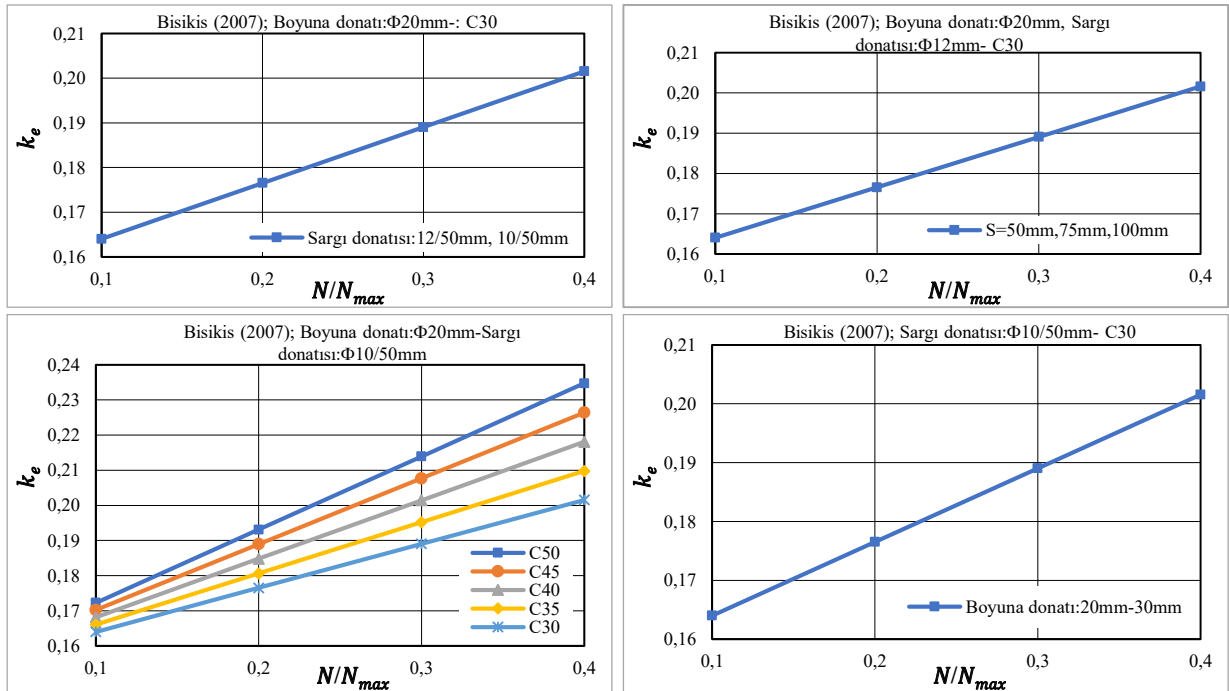 Bisikis (2007); Boyuna donatı:Φ20mm-: C30
0,21
0,20
0,19
0,18
0,17
0,16
k_e
Sargı donatısı:12/50mm, 10/50mm
0,1 0,2 0,3 0,4
N/N_max
Bisikis (2007); Boyuna donatı:Φ20mm, Sargı
donatısı:Φ12mm- C30
0,21
0,20
0,19
0,18
0,17
0,16
k_e
S=50mm,75mm,100mm
0,1 0,2 0,3 0,4
N/N_max
Bisikis (2007); Boyuna donatı:Φ20mm-Sargı
donatısı:Φ10/50mm
0,24
0,23
0,22
0,21
0,20
0,19
0,18
0,17
0,16
k_e
C50
C45
C40
C35
C30
0,1 0,2 0,3 0,4
N/N_max
Bisikis (2007); Sargı donatısı:Φ10/50mm- C30
0,21
0,20
0,19
0,18
0,17
0,16
k_e
Boyuna donatı:20mm-30mm
0,1 0,2 0,3 0,4
N/N_max